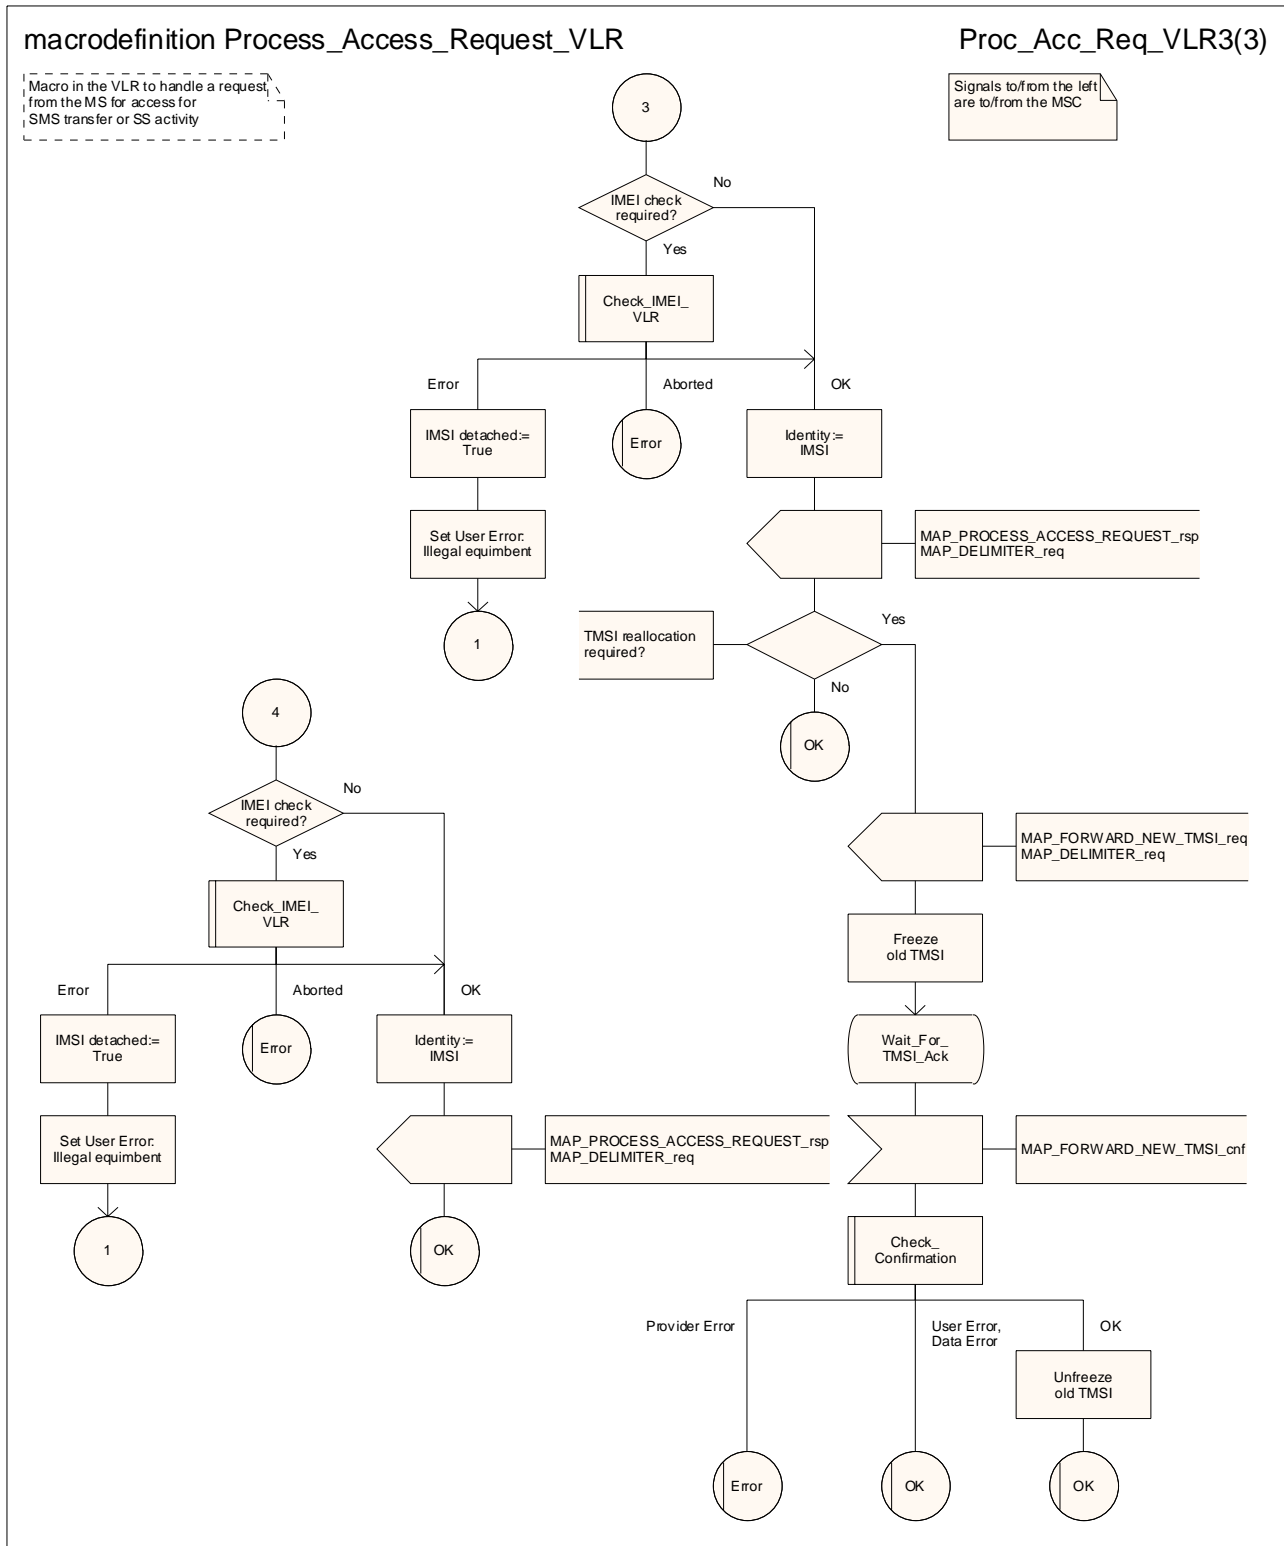 macrodefinition Process_Access_Request_VLR
Proc_Acc_Req_VLR3(3)
Macro in the VLR to handle a request
from the MS for access for
SMS transfer or SS activity
Signals to/from the left
are to/from the MSC
3
IMEI check
required?
No
Yes
Check_IMEI_
VLR
Error
Aborted
OK
IMSI detached:=
True
Error
Identity:=
IMSI
Set User Error:
Illegal equimbent
MAP_PROCESS_ACCESS_REQUEST_rsp
MAP_DELIMITER_req
1
TMSI reallocation
required?
Yes
No
OK
4
IMEI check
required?
No
Yes
Check_IMEI_
VLR
Error
Aborted
OK
IMSI detached:=
True
Error
Identity:=
IMSI
Set User Error:
Illegal equimbent
MAP_PROCESS_ACCESS_REQUEST_rsp
MAP_DELIMITER_req
1
OK
MAP_FORWARD_NEW_TMSI_req
MAP_DELIMITER_req
Freeze
old TMSI
Wait_For_
TMSI_Ack
MAP_FORWARD_NEW_TMSI_cnf
Check_
Confirmation
Provider Error
User Error,
Data Error
OK
Unfreeze
old TMSI
Error
OK
OK